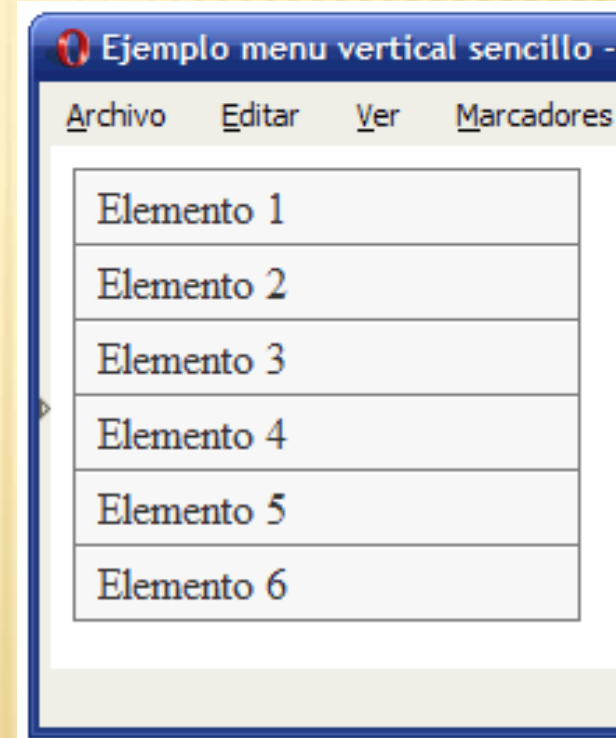 Ejemplo menu vertical sencillo -
Archivo Editar Ver Marcadores
Elemento 1
Elemento 2
Elemento 3
Elemento 4
Elemento 5
Elemento 6